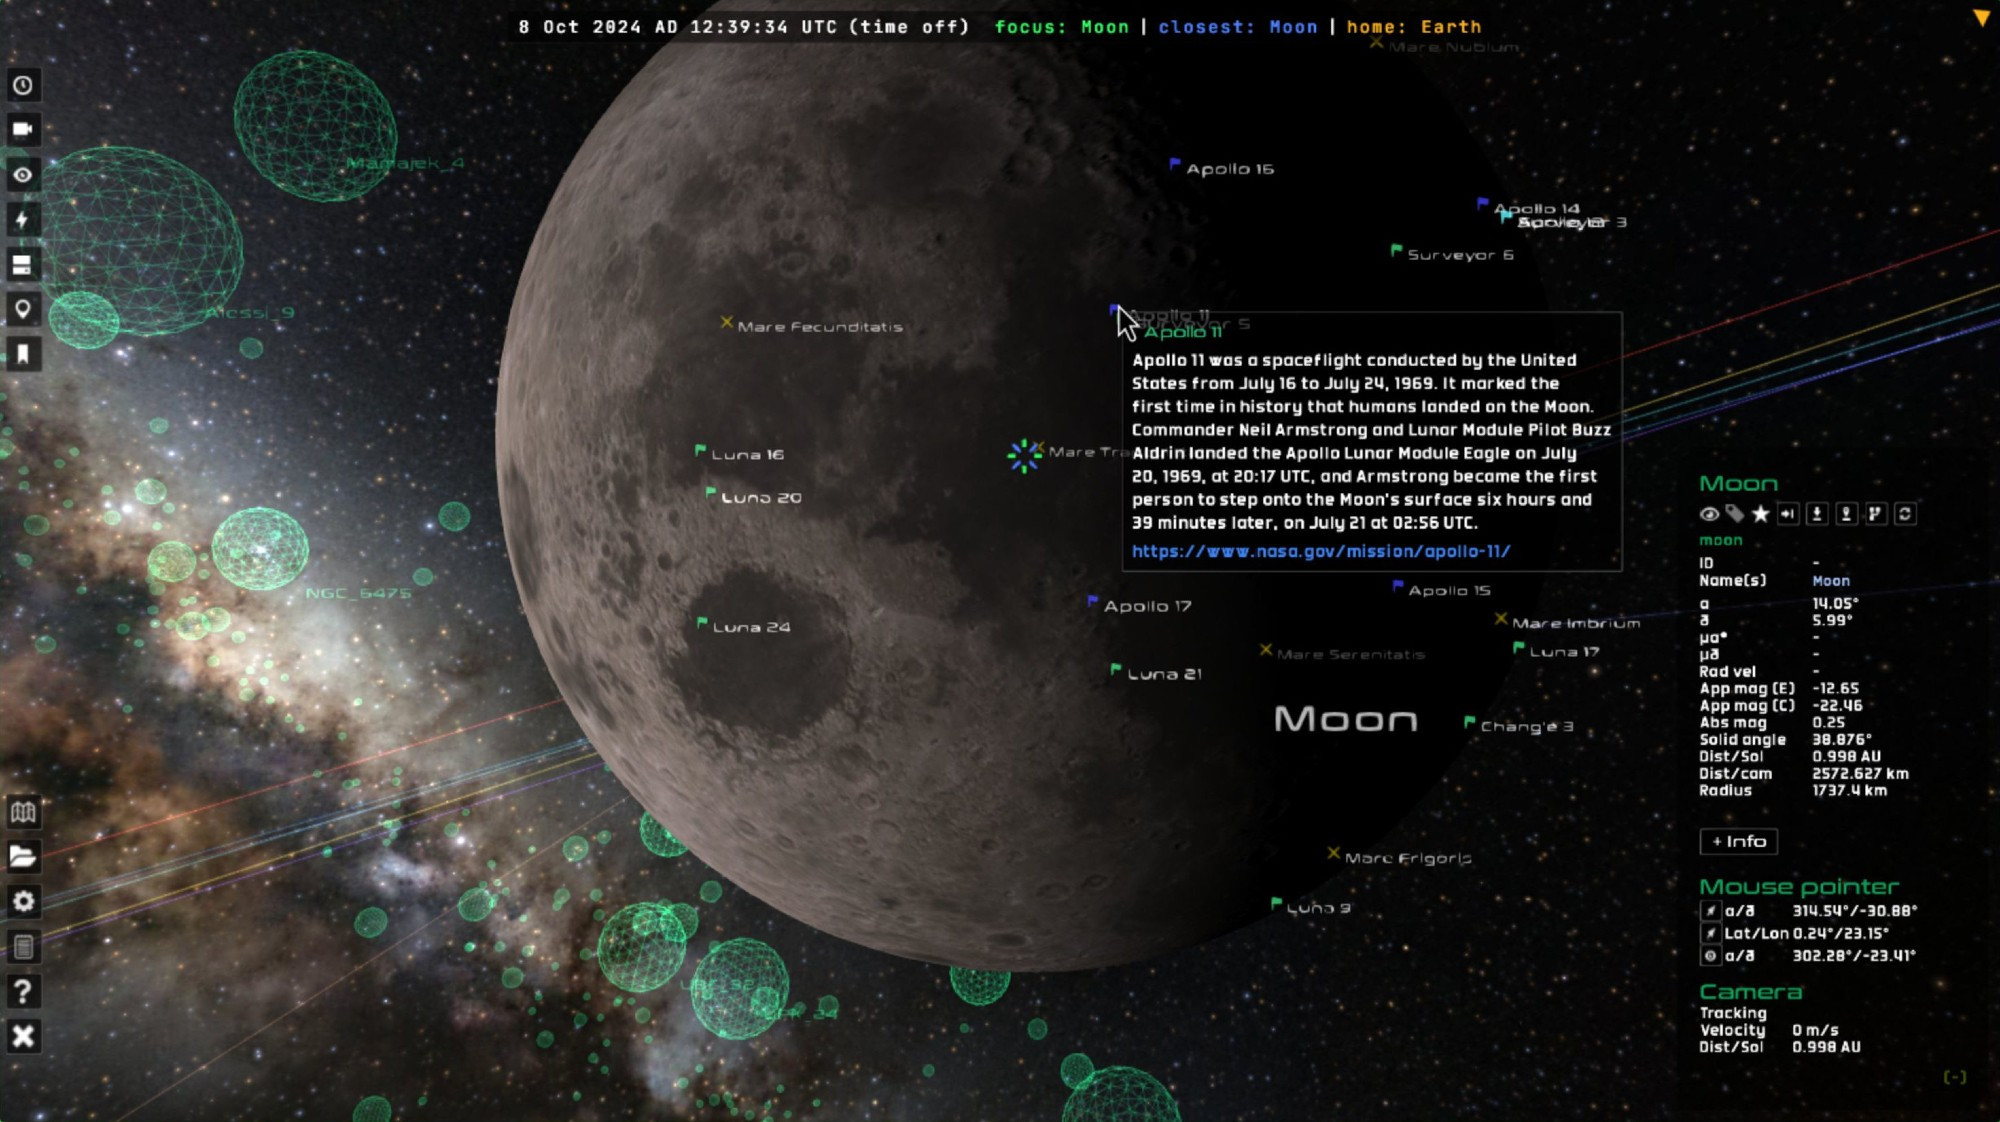 8 Oct 2024 AD 12:39:34 UTC (time off) focus: Moon | closest: Moon | home: Earth
Mare Nubium
Mamajek_4
Apollo 16
Apollo 14
Surveyor 3
Surveyor 6
Alessi_9
Mare Fecunditatis
Apollo 11
Surveyor 5
Apollo 11
Apollo 11 was a spaceflight conducted by the United
States from July 16 to July 24, 1969. It marked the
first time in history that humans landed on the Moon.
Commander Neil Armstrong and Lunar Module Pilot Buzz
Aldrin landed the Apollo Lunar Module Eagle on July
20, 1969, at 20:17 UTC, and Armstrong became the first
person to step onto the Moon's surface six hours and
39 minutes later, on July 21 at 02:56 UTC.
https://www.nasa.gov/mission/apollo-11/
Luna 16
Mare Tra
Luna 20
NGC_6475
Apollo 15
Apollo 17
Luna 24
Mare Imbrium
Mare Serenitatis
Luna 17
Luna 21
Moon
Chang'e 3
Mare Frigoris
Luna 9
Moon
moon
ID -
Name(s) Moon
α 14.05°
δ 5.99°
μα* -
μδ -
Rad vel -
App mag (E) -12.65
App mag (C) -22.46
Abs mag 0.25
Solid angle 38.876°
Dist/Sol 0.998 AU
Dist/cam 2572.627 km
Radius 1737.4 km
+ Info
Mouse pointer
α/δ 314.54°/-30.88°
Lat/Lon 0.24°/23.15°
α/δ 302.28°/-23.41°
Camera
Tracking
Velocity 0 m/s
Dist/Sol 0.998 AU
(-)